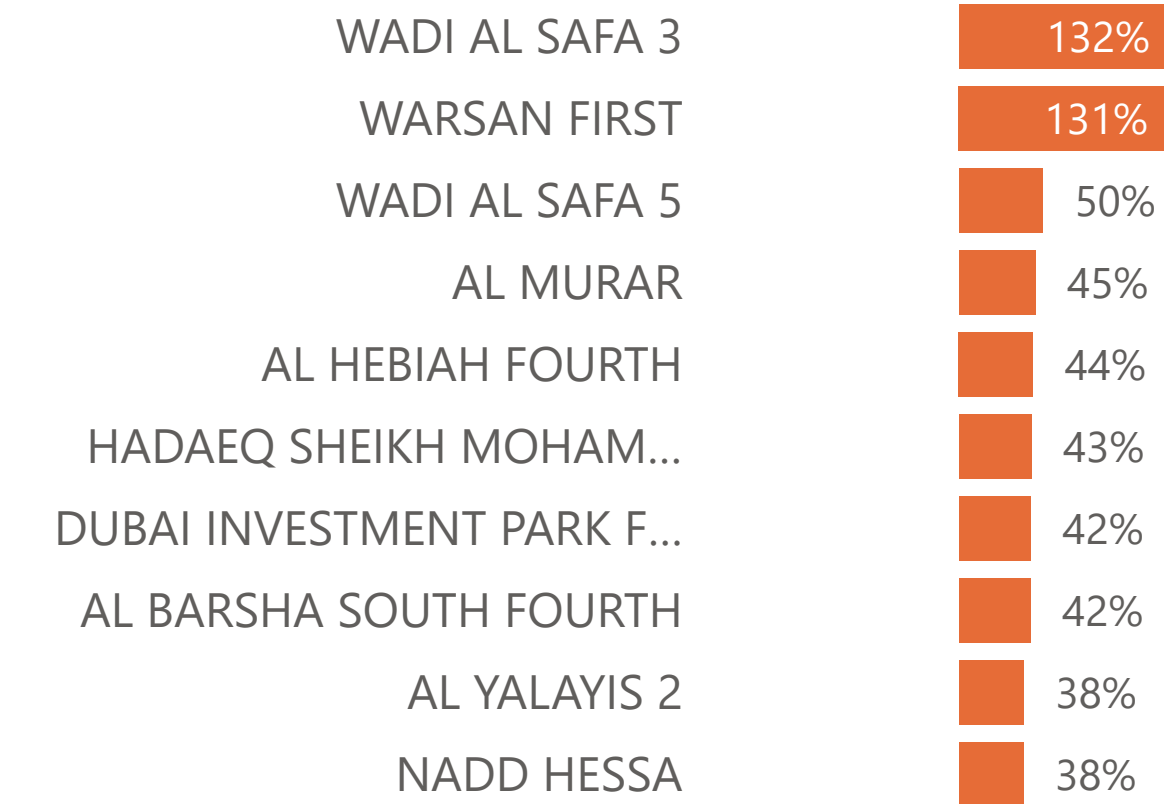 WADI AL SAFA 3 132%
WARSAN FIRST 131%
WADI AL SAFA 5 50%
AL MURAR 45%
AL HEBIAH FOURTH 44%
HADAEQ SHEIKH MOHAM... 43%
DUBAI INVESTMENT PARK F... 42%
AL BARSHA SOUTH FOURTH 42%
AL YALAYIS 2 38%
NADD HESSA 38%